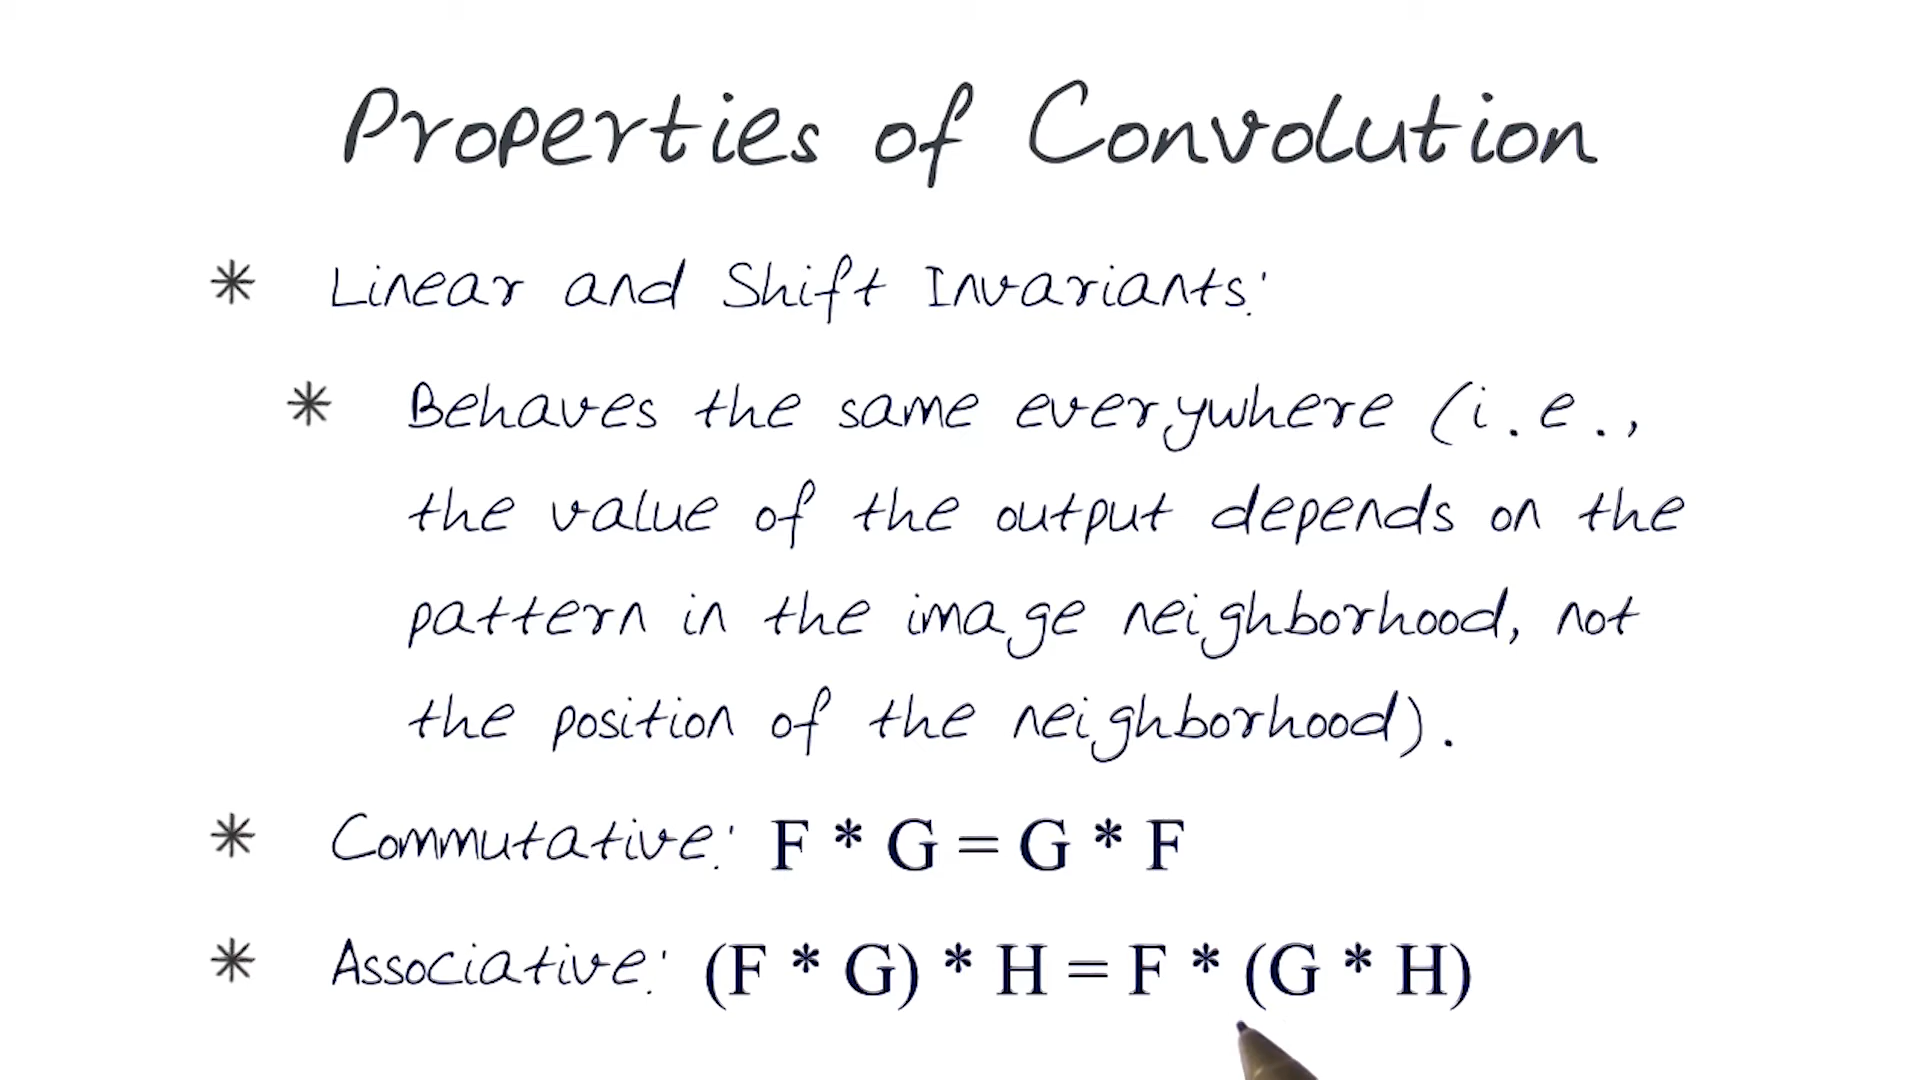 Properties of Convolution
* Linear and Shift Invariants:
* Behaves the same everywhere (i.e.,
the value of the output depends on the
pattern in the image neighborhood, not
the position of the neighborhood).
* Commutative: F * G = G * F
* Associative: (F * G) * H = F * (G * H)